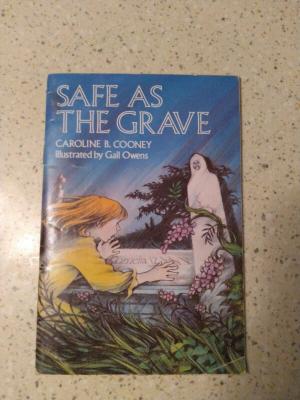 SAFE AS
THE GRAVE
CAROLINE B. COONEY
Illustrated by Gail Owens